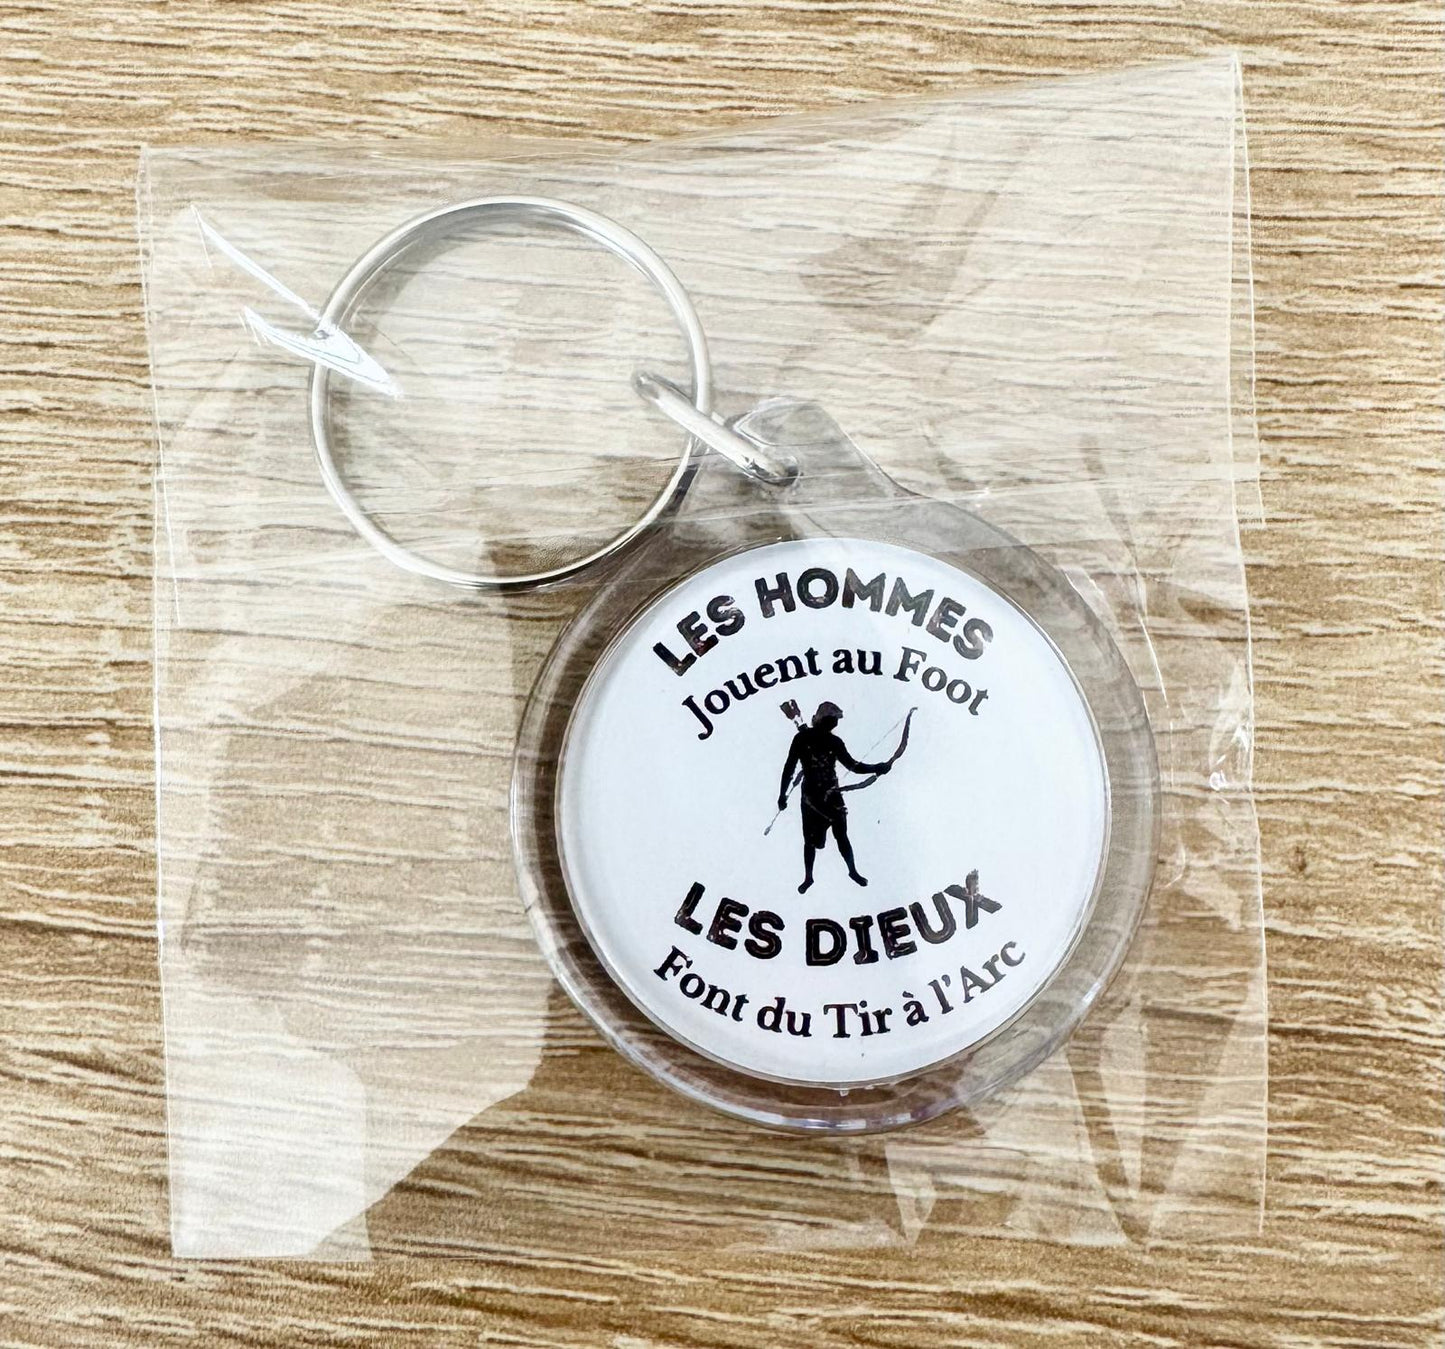 LES HOMMES
Jouent au Foot
LES DIEUX
Font du Tir à l'Arc